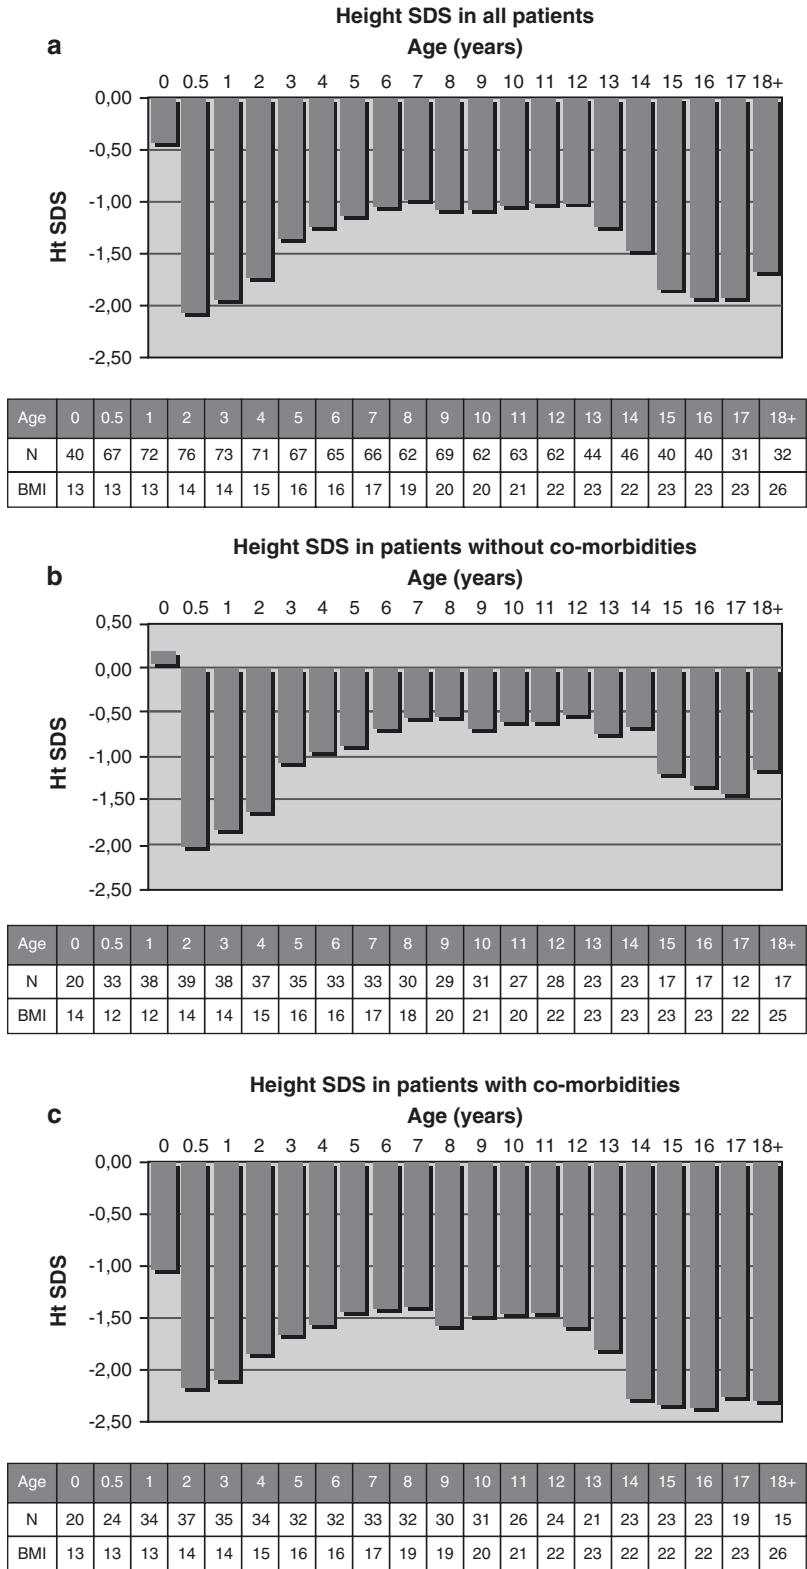 Height SDS in all patients
a
Age (years)
0 0.5 1 2 3 4 5 6 7 8 9 10 11 12 13 14 15 16 17 18+
Ht SDS
0,00
-0,50
-1,00
-1,50
-2,00
-2,50
Age 0 0.5 1 2 3 4 5 6 7 8 9 10 11 12 13 14 15 16 17 18+
N 40 67 72 76 73 71 67 65 66 62 69 62 63 62 44 46 40 40 31 32
BMI 13 13 13 14 14 15 16 16 17 19 20 20 21 22 23 22 23 23 23 26
Height SDS in patients without co-morbidities
b
Age (years)
0 0.5 1 2 3 4 5 6 7 8 9 10 11 12 13 14 15 16 17 18+
Ht SDS
0,50
0,00
-0,50
-1,00
-1,50
-2,00
-2,50
Age 0 0.5 1 2 3 4 5 6 7 8 9 10 11 12 13 14 15 16 17 18+
N 20 33 38 39 38 37 35 33 33 30 29 31 27 28 23 23 17 17 12 17
BMI 14 12 12 14 14 15 16 16 17 18 20 21 20 22 23 23 23 23 22 25
Height SDS in patients with co-morbidities
c
Age (years)
0 0.5 1 2 3 4 5 6 7 8 9 10 11 12 13 14 15 16 17 18+
Ht SDS
0,00
-0,50
-1,00
-1,50
-2,00
-2,50
Age 0 0.5 1 2 3 4 5 6 7 8 9 10 11 12 13 14 15 16 17 18+
N 20 24 34 37 35 34 32 32 33 32 30 31 26 24 21 23 23 23 19 15
BMI 13 13 13 14 14 15 16 16 17 19 19 20 21 22 23 22 22 22 23 26